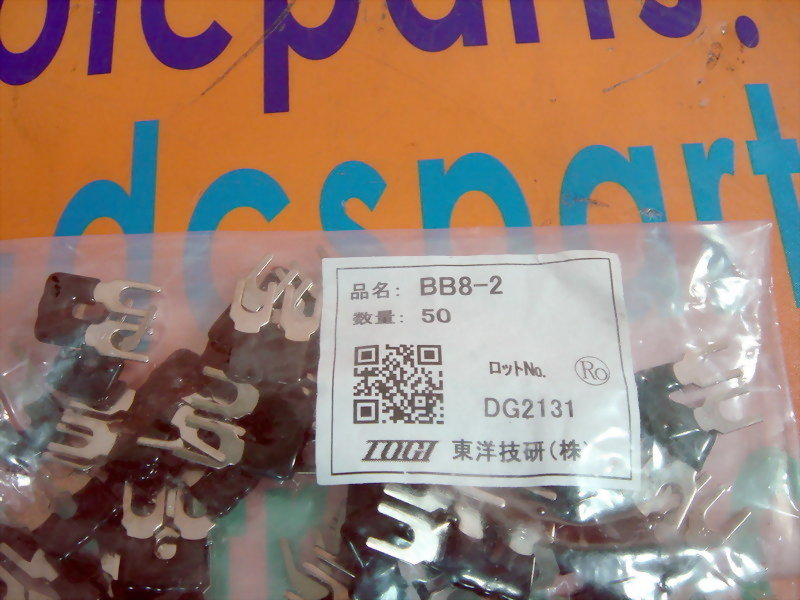 plcparts.
dcspart
品名: BB8-2
数量: 50
ロットNo. Ro
DG2131
TOGI 東洋技研(株)